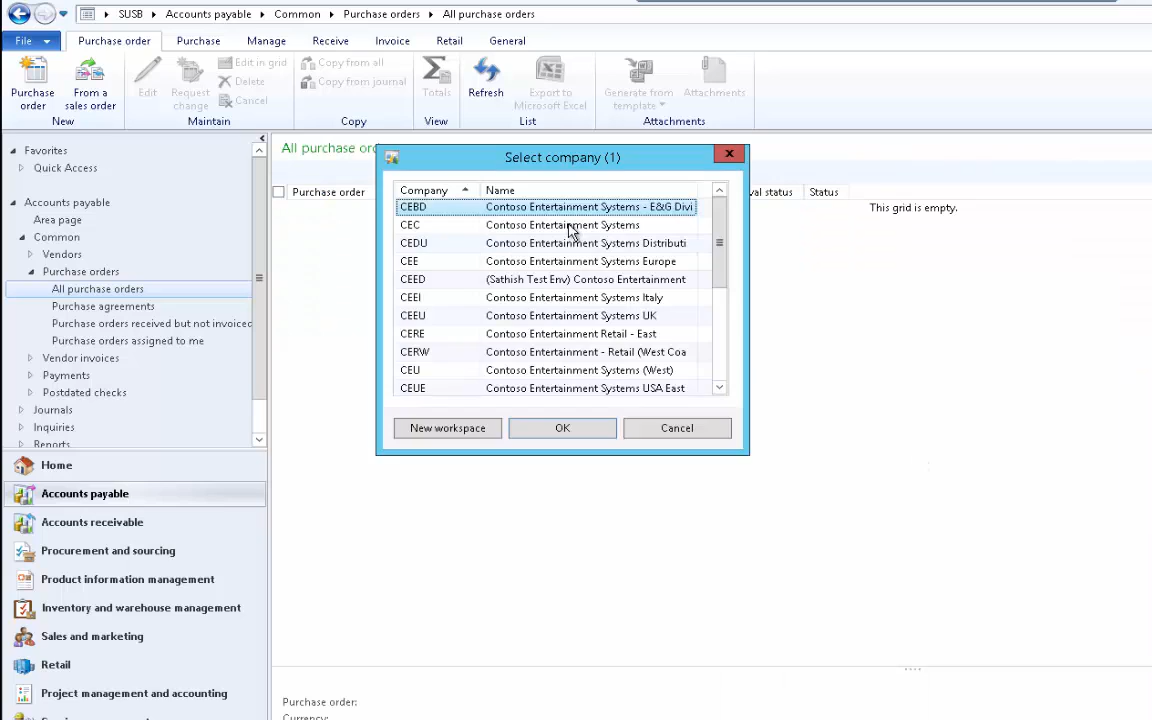 SUSB ▸ Accounts payable ▸ Common ▸ Purchase orders ▸ All purchase orders
File Purchase order Purchase Manage Receive Invoice Retail General
Purchase order
From a sales order
Edit
Request change
Edit in grid
Delete
Cancel
Copy from all
Copy from journal
Totals
Refresh
Export to Microsoft Excel
Generate from template
Attachments
New Maintain Copy View List Attachments
Favorites
Quick Access
Accounts payable
Area page
Common
Vendors
Purchase orders
All purchase orders
Purchase agreements
Purchase orders received but not invoiced
Purchase orders assigned to me
Vendor invoices
Payments
Postdated checks
Journals
Inquiries
Reports
Home
Accounts payable
Accounts receivable
Procurement and sourcing
Product information management
Inventory and warehouse management
Sales and marketing
Retail
Project management and accounting
All purchase
Purchase order
val status Status
This grid is empty.
Select company (1)
Company Name
CEBD Contoso Entertainment Systems - E&G Divi
CEC Contoso Entertainment Systems
CEDU Contoso Entertainment Systems Distributi
CEE Contoso Entertainment Systems Europe
CEED (Sathish Test Env) Contoso Entertainment
CEEI Contoso Entertainment Systems Italy
CEEU Contoso Entertainment Systems UK
CERE Contoso Entertainment Retail - East
CERW Contoso Entertainment - Retail (West Coa
CEU Contoso Entertainment Systems (West)
CEUE Contoso Entertainment Systems USA East
New workspace OK Cancel
Purchase order:
Currency: